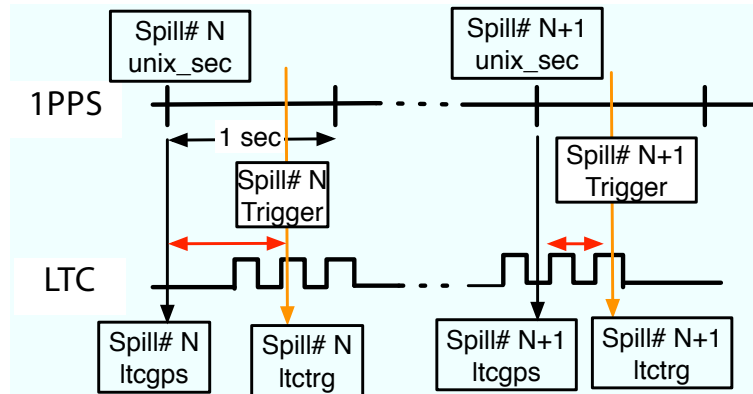 Spill# N
unix_sec
Spill# N+1
unix_sec
1PPS
1 sec
Spill# N
Trigger
Spill# N+1
Trigger
LTC
Spill# N
ltcgps
Spill# N
ltctrg
Spill# N+1
ltcgps
Spill# N+1
ltctrg